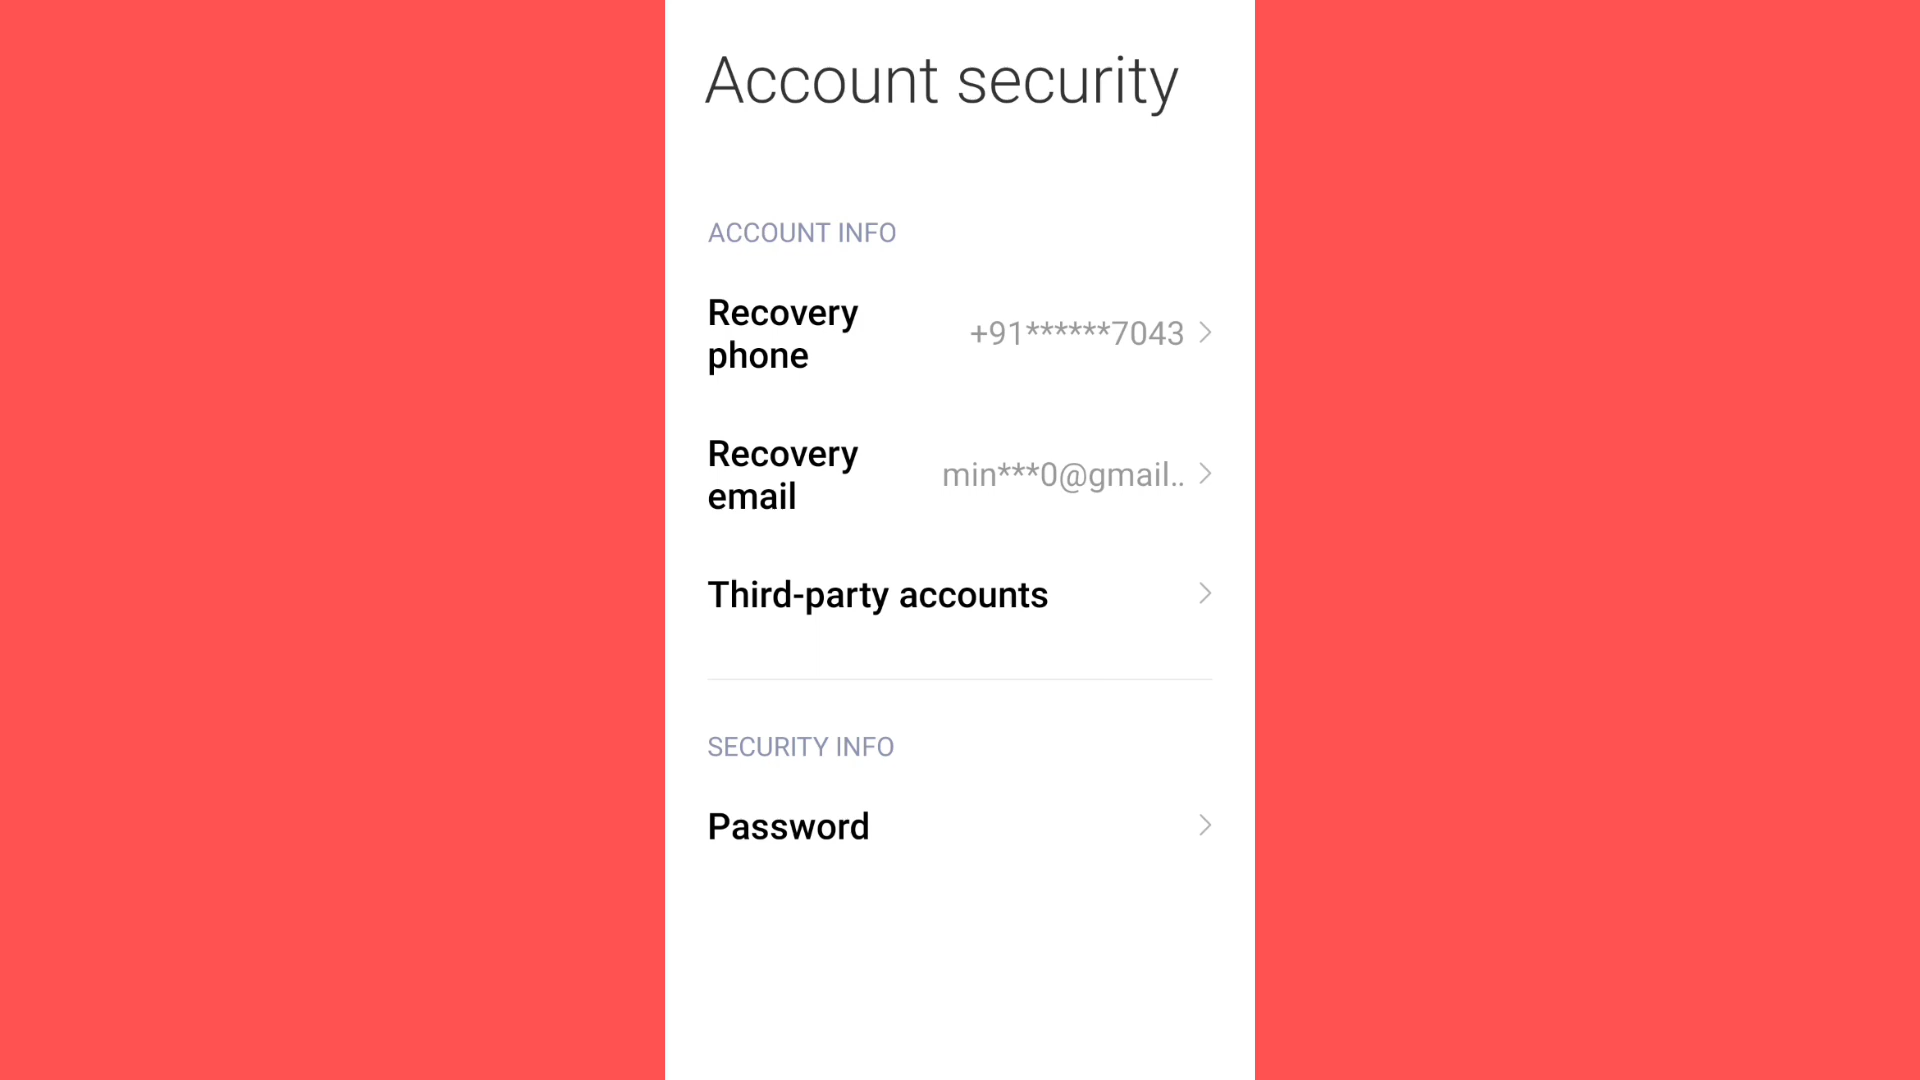 Account security
ACCOUNT INFO
Recovery
phone
+91******7043
Recovery
email
min***0@gmail..
Third-party accounts
SECURITY INFO
Password